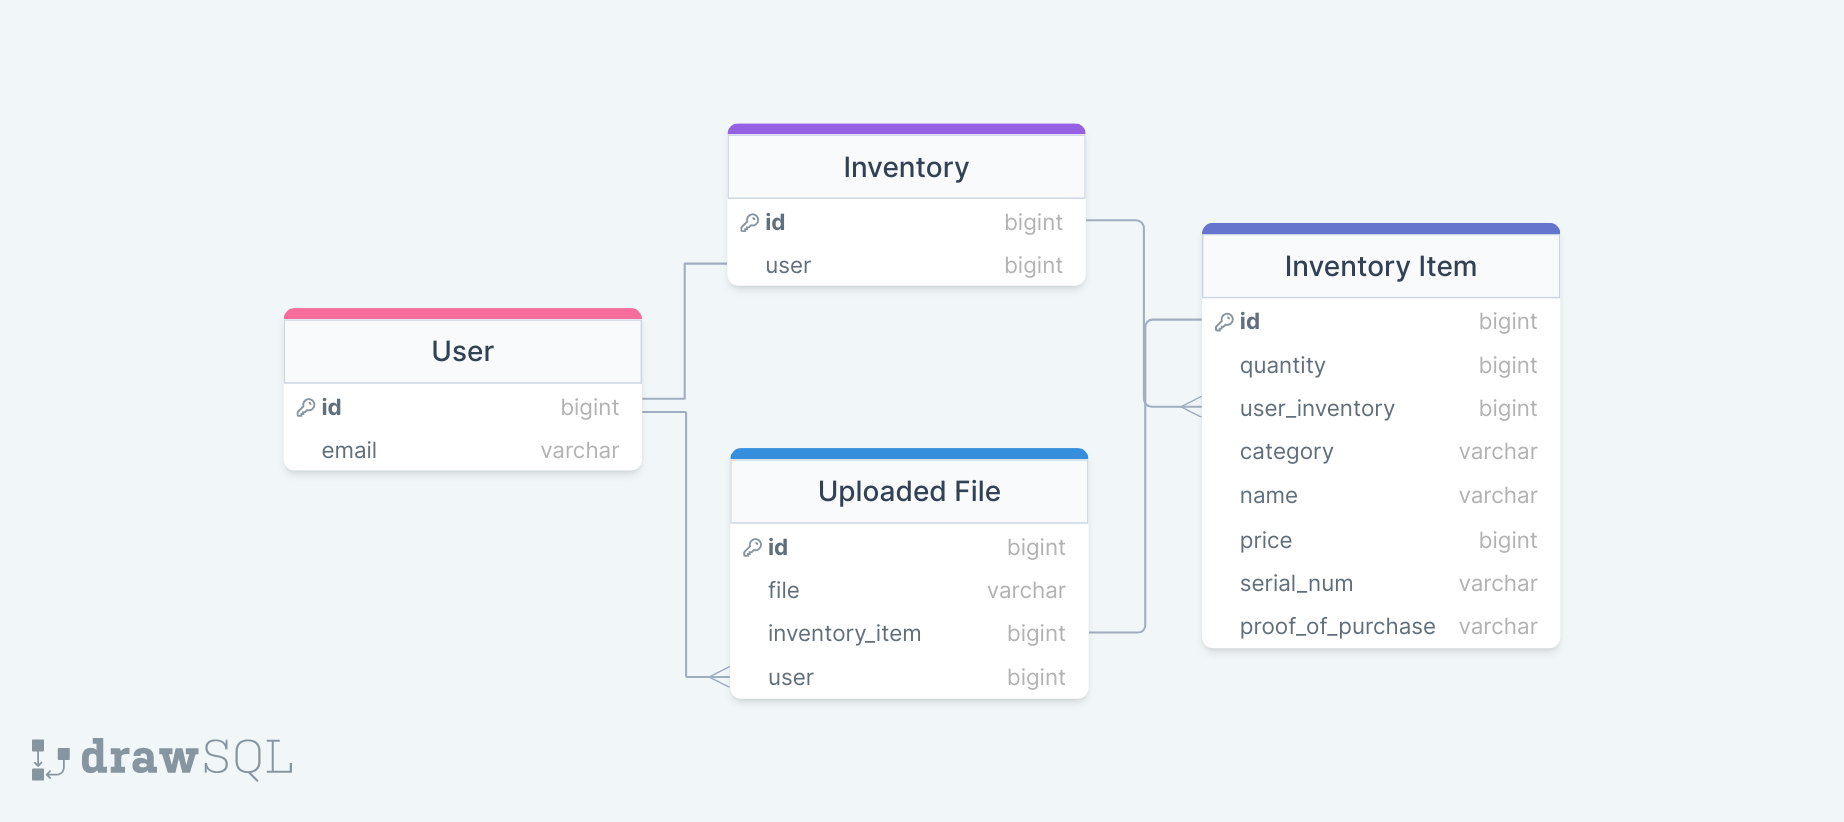 Inventory
id bigint
user bigint
User
id bigint
email varchar
Uploaded File
id bigint
file varchar
inventory_item bigint
user bigint
Inventory Item
id bigint
quantity bigint
user_inventory bigint
category varchar
name varchar
price bigint
serial_num varchar
proof_of_purchase varchar
drawSQL